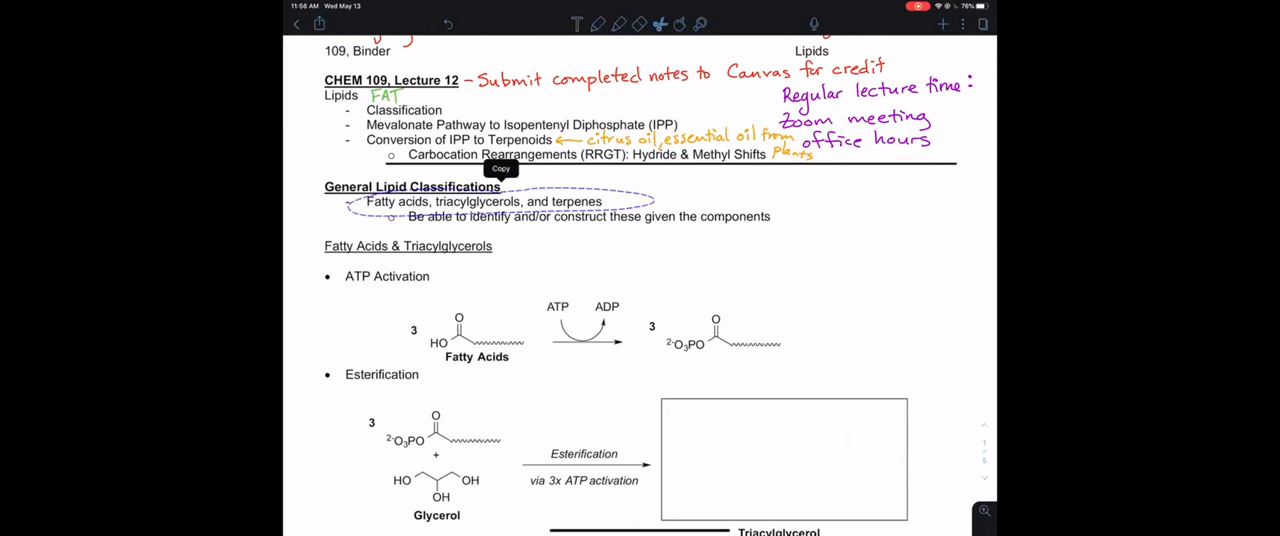 11:56 AM Wed May 13
76%
109, Binder
Lipids
CHEM 109, Lecture 12 – Submit completed notes to Canvas for credit
Lipids FAT
Regular lecture time:
- Classification
- Mevalonate Pathway to Isopentenyl Diphosphate (IPP)
zoom meeting
- Conversion of IPP to Terpenoids ← citrus oil, essential oil from plants
office hours
o Carbocation Rearrangements (RRGT): Hydride & Methyl Shifts
Copy
General Lipid Classifications
- Fatty acids, triacylglycerols, and terpenes
o Be able to identify and/or construct these given the components
Fatty Acids & Triacylglycerols
• ATP Activation
ATP ADP
3 HO O
Fatty Acids
3 2-O3PO O
• Esterification
3 2-O3PO O
+
HO OH
OH
Glycerol
Esterification
via 3x ATP activation
Triacylglycerol
1
5